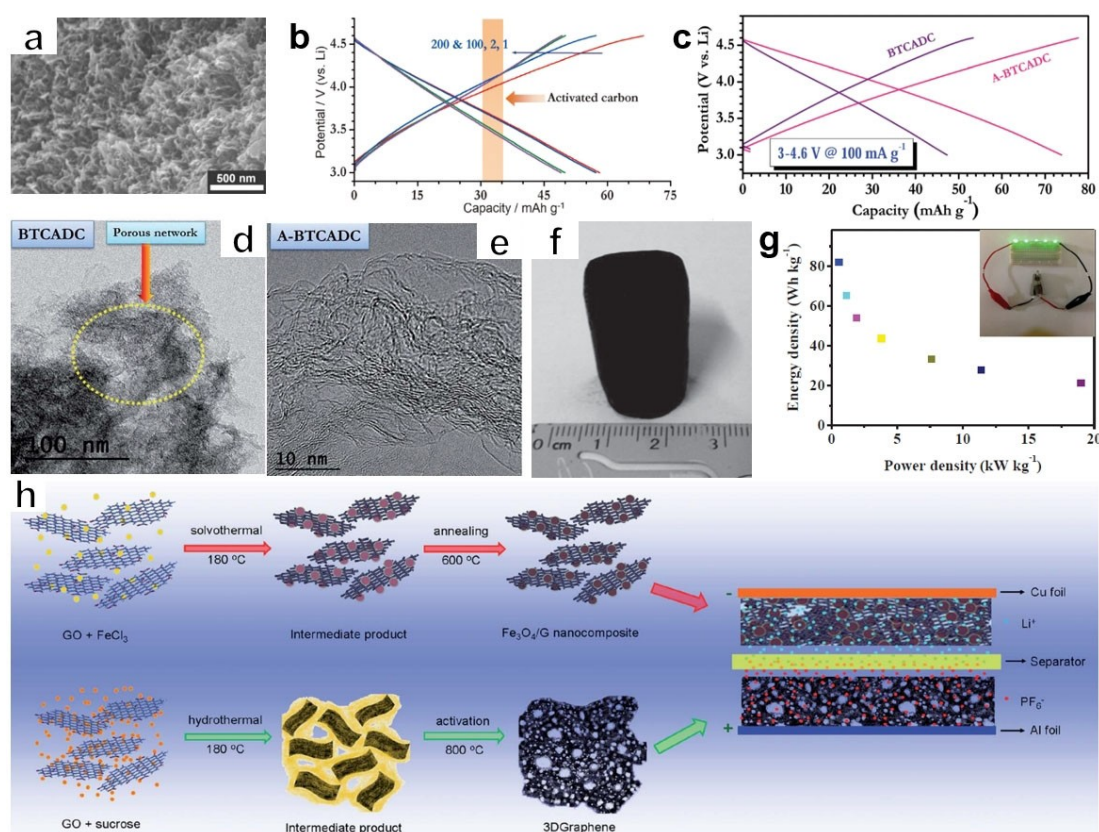 a
500 nm
b
200 & 100, 2, 1
Activated carbon
Potential / V (vs. Li)
4.5
4.0
3.5
3.0
0 15 30 45 60 75
Capacity / mAh g⁻¹
c
BTCADC
A-BTCADC
3-4.6 V @ 100 mA g⁻¹
Potential (V vs. Li)
4.5
4.0
3.5
3.0
0 10 20 30 40 50 60 70 80
Capacity (mAh g⁻¹)
BTCADC
Porous network
d
100 nm
A-BTCADC
e
10 nm
f
0 cm 1 2 3
g
Energy density (Wh kg⁻¹)
80
60
40
20
0
0 5 10 15 20
Power density (kW kg⁻¹)
h
solvothermal
180 °C
annealing
600 °C
GO + FeCl₃
Intermediate product
Fe₃O₄/G nanocomposite
hydrothermal
180 °C
activation
800 °C
GO + sucrose
Intermediate product
3DGraphene
-
Cu foil
Li⁺
Separator
PF₆⁻
+
Al foil